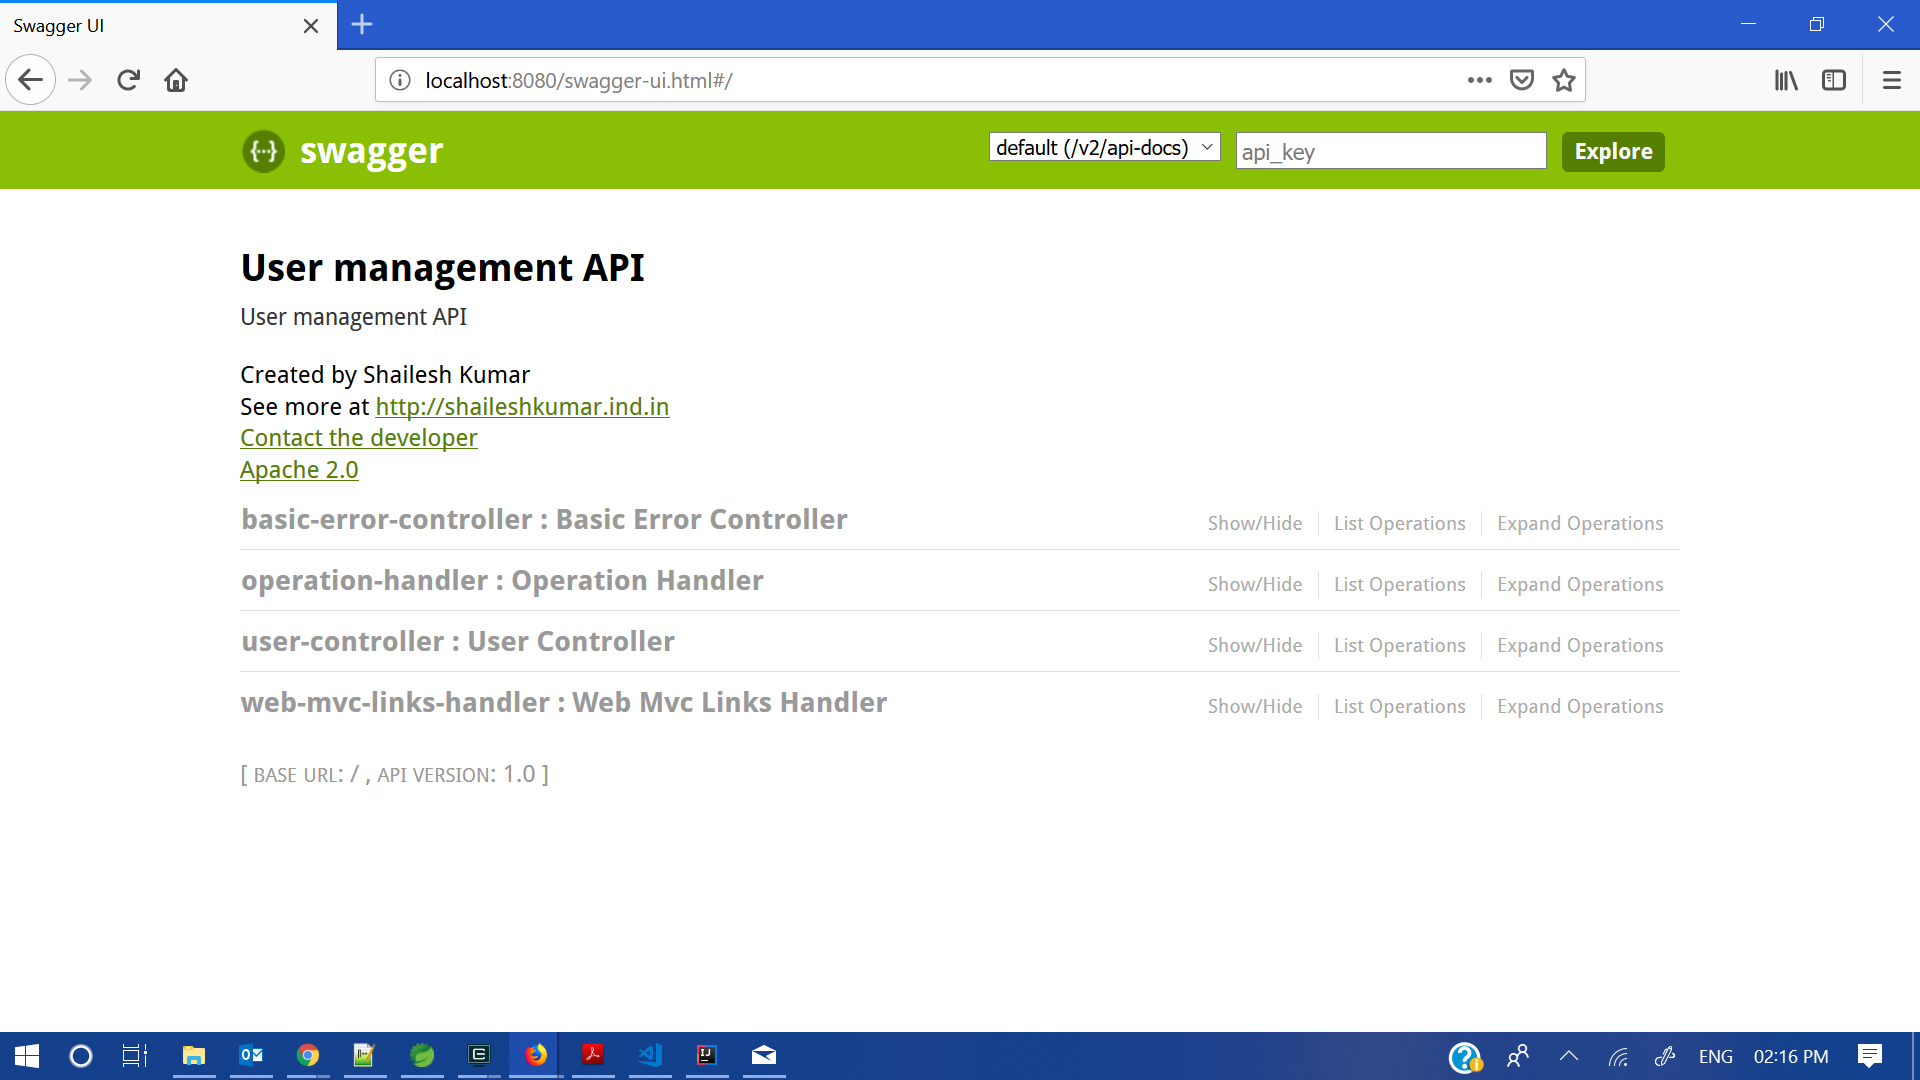 Swagger UI
localhost:8080/swagger-ui.html#/
{···} swagger
default (/v2/api-docs)
api_key
Explore
User management API
User management API
Created by Shailesh Kumar
See more at http://shaileshkumar.ind.in
Contact the developer
Apache 2.0
basic-error-controller : Basic Error Controller Show/Hide List Operations Expand Operations
operation-handler : Operation Handler Show/Hide List Operations Expand Operations
user-controller : User Controller Show/Hide List Operations Expand Operations
web-mvc-links-handler : Web Mvc Links Handler Show/Hide List Operations Expand Operations
[ BASE URL: / , API VERSION: 1.0 ]
ENG 02:16 PM